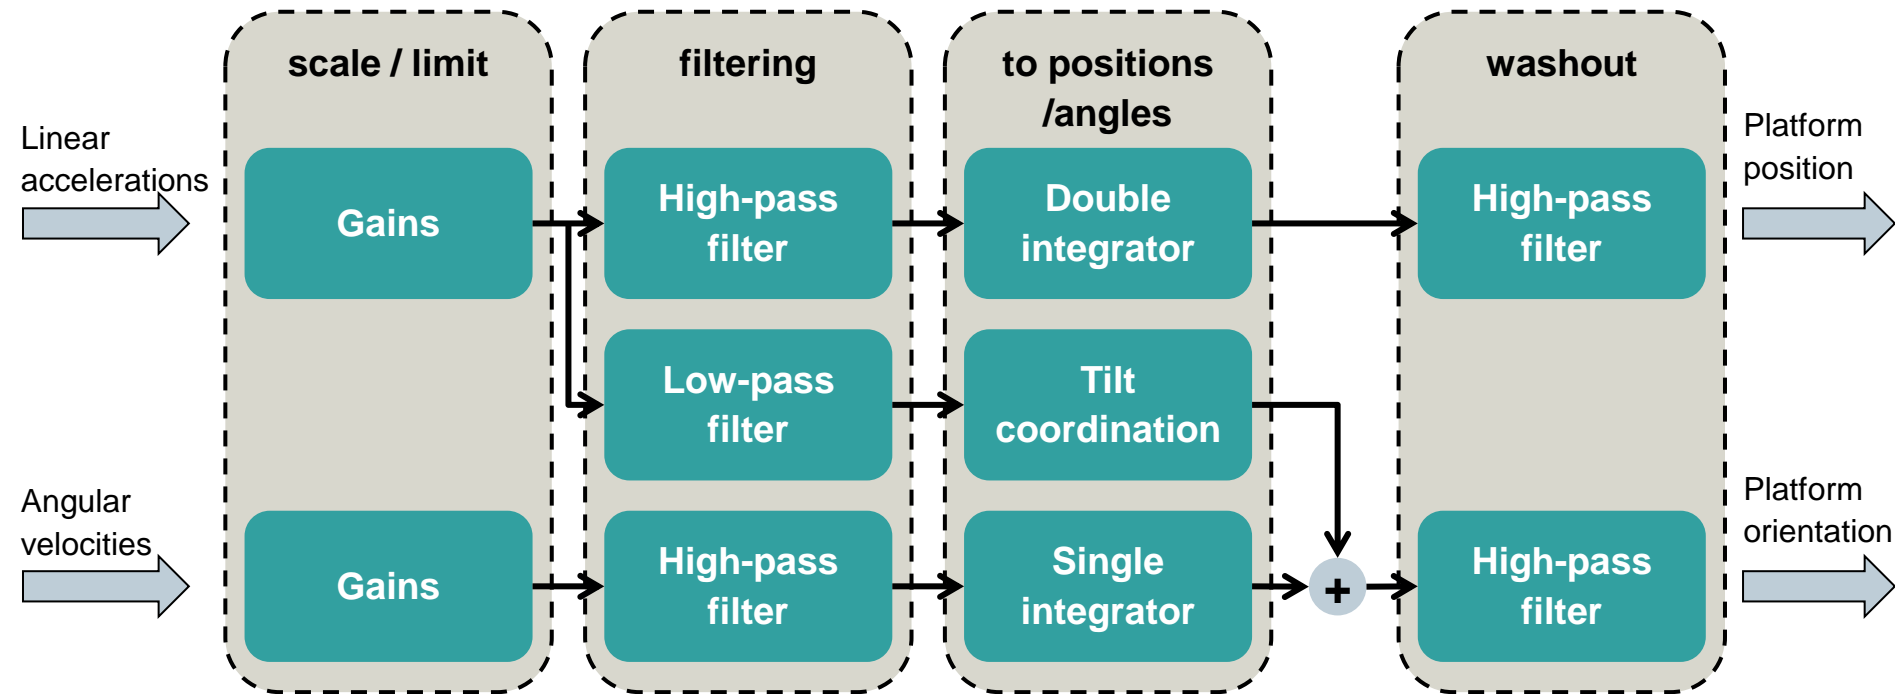 scale / limit
filtering
to positions
/angles
washout
Linear
accelerations
Gains
High-pass
filter
Double
integrator
High-pass
filter
Platform
position
Low-pass
filter
Tilt
coordination
Angular
velocities
Gains
High-pass
filter
Single
integrator
+
High-pass
filter
Platform
orientation